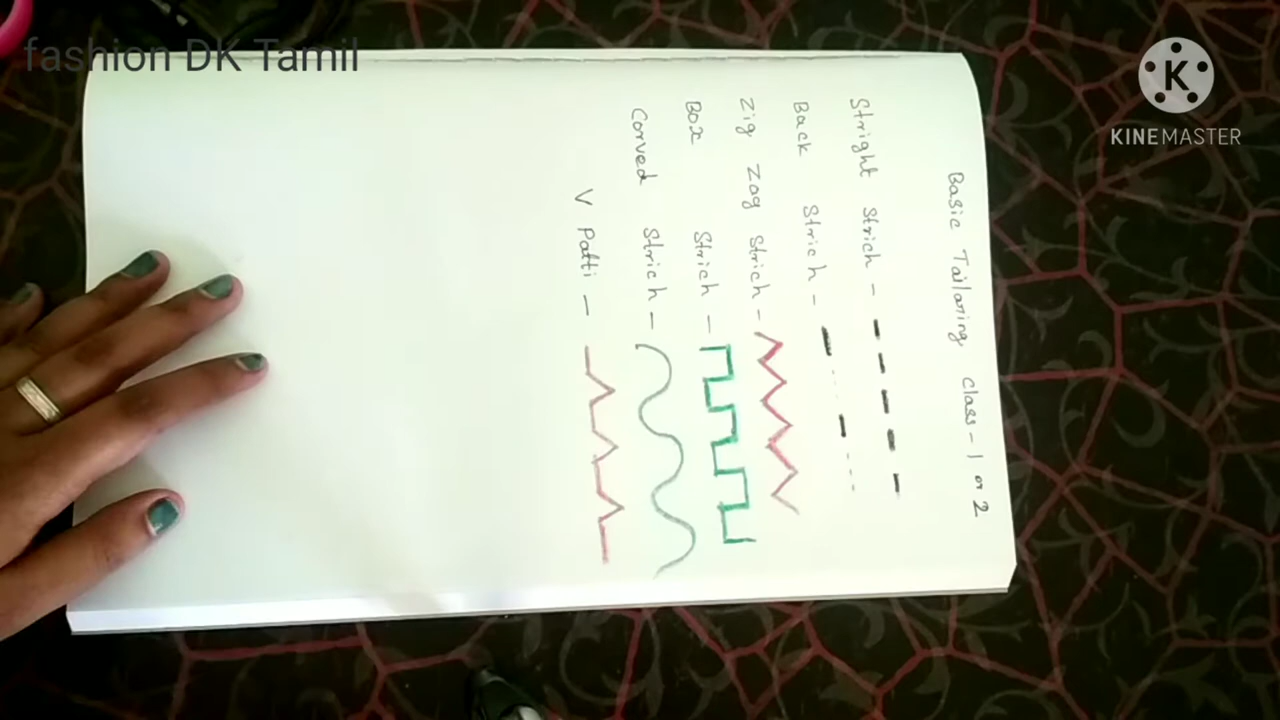 fashion DK Tamil
KINEMASTER
Basic Tailoring Class - 1 or 2
Stright Strich -
Back Strich -
Zig Zag Strich -
Box Strich -
Corved Strich -
V Patti -